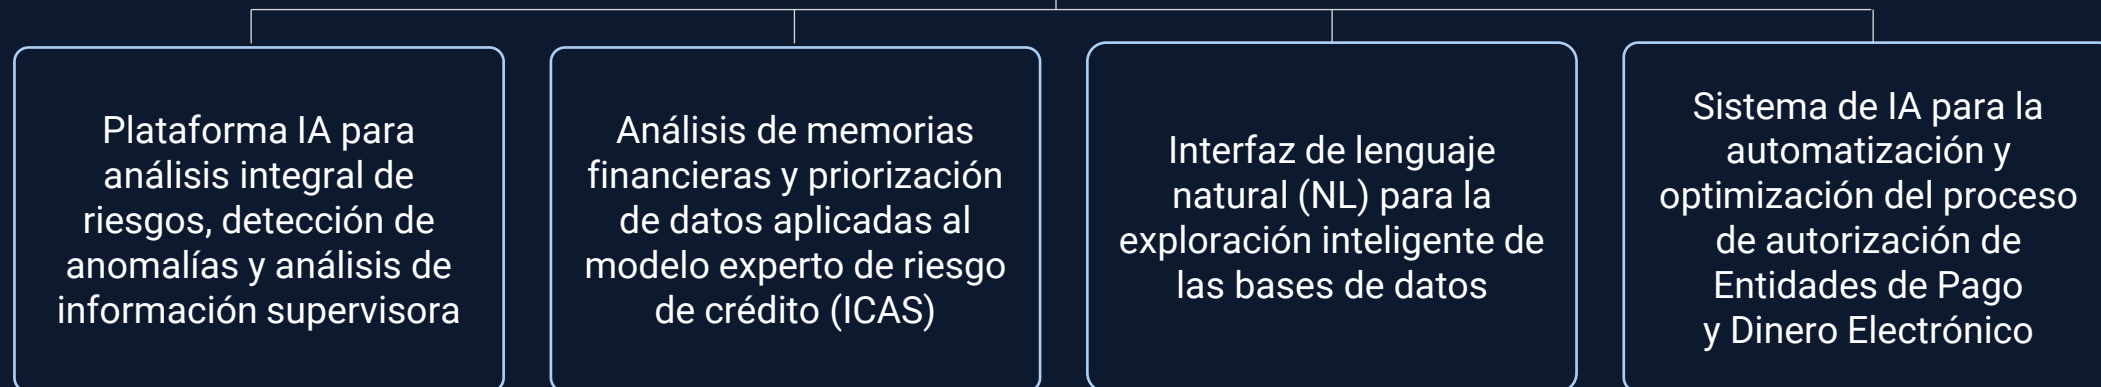 Plataforma IA para
análisis integral de
riesgos, detección de
anomalías y análisis de
información supervisora
Análisis de memorias
financieras y priorización
de datos aplicadas al
modelo experto de riesgo
de crédito (ICAS)
Interfaz de lenguaje
natural (NL) para la
exploración inteligente de
las bases de datos
Sistema de IA para la
automatización y
optimización del proceso
de autorización de
Entidades de Pago
y Dinero Electrónico